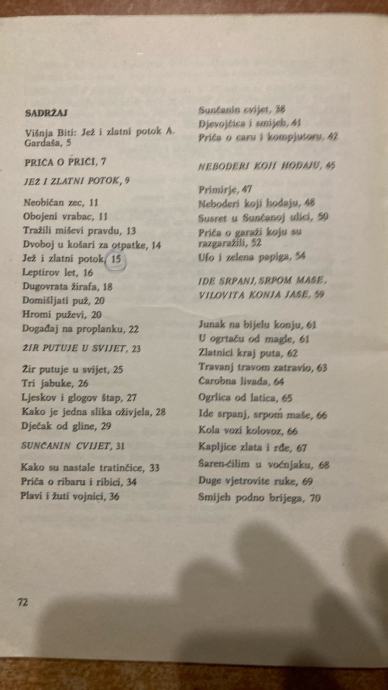 SADRŽAJ
Višnja Biti: Jež i zlatni potok A.
Gardaša, 5
PRIČA O PRIČI, 7
JEŽ I ZLATNI POTOK, 9
Neobičan zec, 11
Obojeni vrabac, 11
Tražili miševi pravdu, 13
Dvoboj u košari za otpatke, 14
Jež i zlatni potok, 15
Leptirov let, 16
Dugovrata žirafa, 18
Domišljati puž, 20
Hromi puževi, 20
Događaj na proplanku, 22
ŽIR PUTUJE U SVIJET, 23
Žir putuje u svijet, 25
Tri jabuke, 26
Ljeskov i glogov štap, 27
Kako je jedna slika oživjela, 28
Dječak od gline, 29
SUNČANIN CVIJET, 31
Kako su nastale tratinčice, 33
Priča o ribaru i ribici, 34
Plavi i žuti vojnici, 36
Sunčanin cvijet, 38
Djevojčica i smijeh, 41
Priča o caru i kompjutoru, 42
NEBODERI KOJI HODAJU, 45
Primirje, 47
Neboderi koji hodaju, 48
Susret u Sunčanoj ulici, 50
Priča o garaži koju su
razgaražili, 52
Ufo i zelena papiga, 54
IDE SRPANJ, SRPOM MAŠE,
VILOVITA KONJA JAŠE, 59
Junak na bijelu konju, 61
U ogrtaču od magle, 61
Zlatnici kraj puta, 62
Travanj travom zatravio, 63
Čarobna livada, 64
Ogrlica od latica, 65
Ide srpanj, srpom maše, 66
Kola vozi kolovoz, 66
Kapljice zlata i rđe, 67
Šaren-ćilim u voćnjaku, 68
Duge vjetrovite ruke, 69
Smijeh podno brijega, 70
72